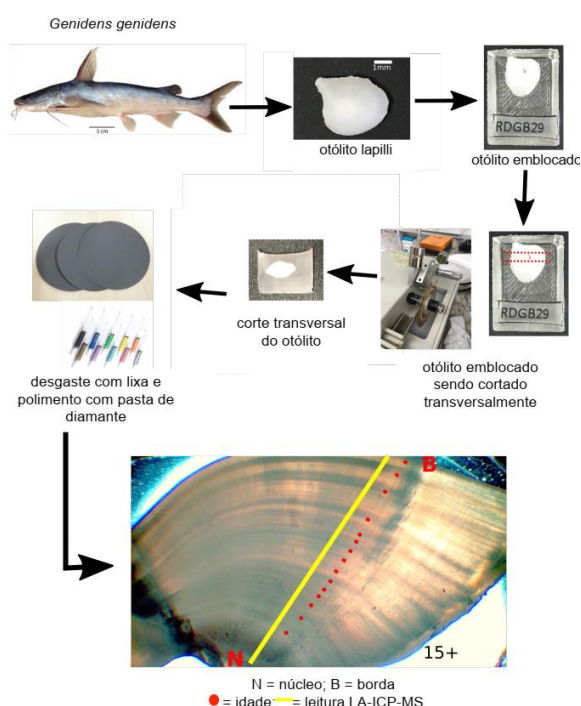 Genidens genidens
1mm
3 cm
otólito lapilli
RDGB29
otólito emblocado
RDGB29
otólito emblocado
sendo cortado
transversalmente
corte transversal
do otólito
desgaste com lixa e
polimento com pasta de
diamante
B
N
15+
N = núcleo; B = borda
= idade = leitura LA-ICP-MS